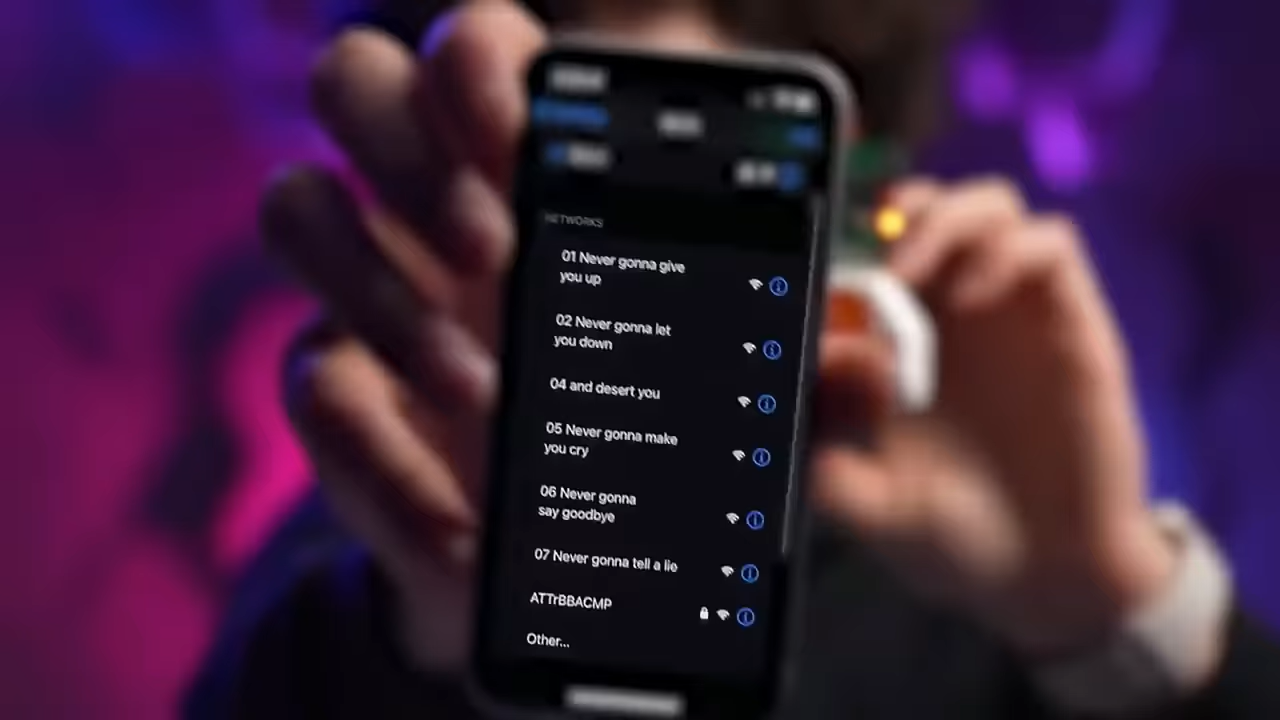 NETWORKS
01 Never gonna give
you up
02 Never gonna let
you down
04 and desert you
05 Never gonna make
you cry
06 Never gonna
say goodbye
07 Never gonna tell a lie
ATTrBBACMP
Other...